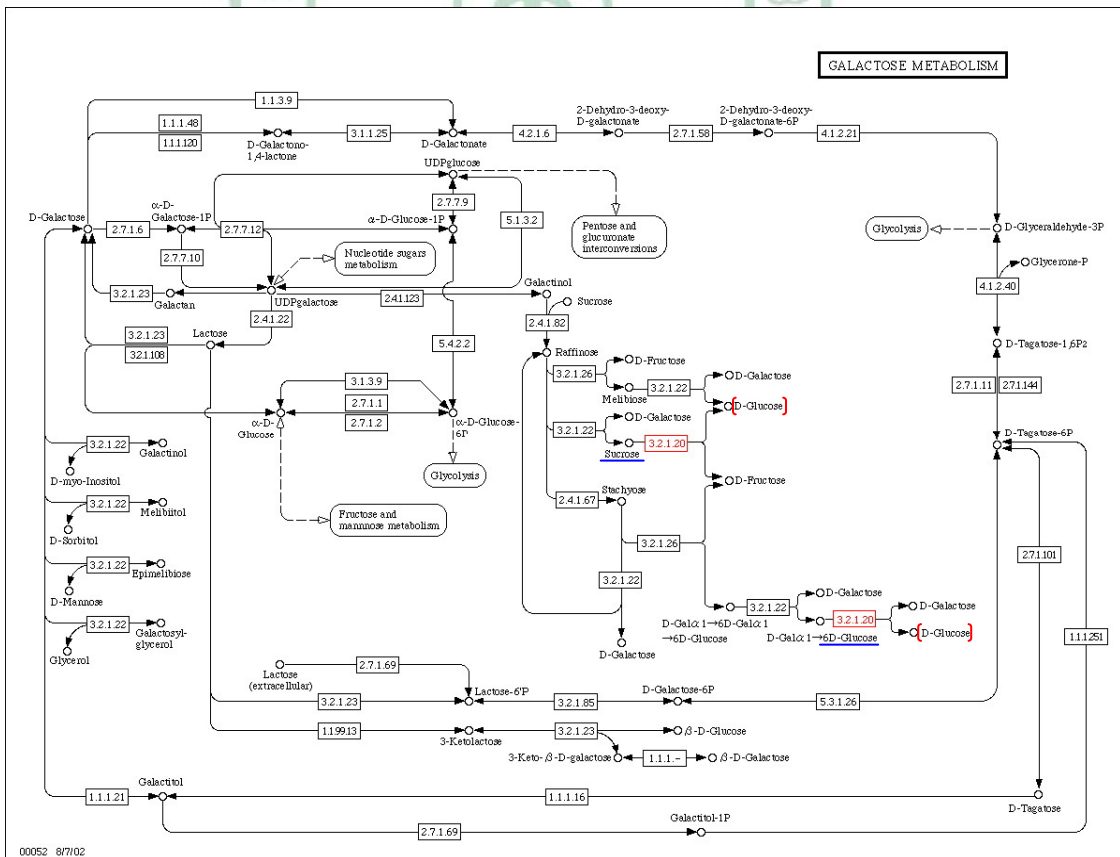 GALACTOSE METABOLISM
1.1.3.9
1.1.1.48
1.1.1.120
D-Galactono-
1,4-lactone
3.1.1.25
D-Galactonate
4.2.1.6
2-Dehydro-3-deoxy-
D-galactonate
2.7.1.58
2-Dehydro-3-deoxy-
D-galactonate-6P
4.1.2.21
UDPglucose
2.7.7.9
5.1.3.2
Pentose and
glucuronate
interconversions
D-Galactose
2.7.1.6
α-D-
Galactose-1P
2.7.7.12
α-D-Glucose-1P
2.7.7.10
Nucleotide sugars
metabolism
Glycolysis
D-Glyceraldehyde-3P
Glycerone-P
4.1.2.40
3.2.1.23
Galactan
UDPgalactose
2.4.1.123
Galactinol
Sucrose
2.4.1.22
2.4.1.82
3.2.1.23
3.2.1.108
Lactose
5.4.2.2
Raffinose
D-Tagatose-1,6P2
3.2.1.26
D-Fructose
Melibiose
3.2.1.22
D-Galactose
D-Glucose
2.7.1.11
2.7.1.144
3.1.3.9
2.7.1.1
2.7.1.2
α-D-
Glucose
α-D-Glucose-
6P
3.2.1.22
D-Galactose
Sucrose
3.2.1.20
D-Tagatose-6P
3.2.1.22
Galactinol
D-myo-Inositol
Glycolysis
D-Fructose
3.2.1.22
Melibiitol
D-Sorbitol
Fructose and
mannnose metabolism
2.4.1.67
Stachyose
3.2.1.26
2.7.1.101
3.2.1.22
Epimelibiose
D-Mannose
3.2.1.22
3.2.1.22
Galactosyl-
glycerol
Glycerol
D-Galactose
D-Galα1→6D-Galα1
→6D-Glucose
3.2.1.22
D-Galactose
D-Galα1→6D-Glucose
3.2.1.20
D-Galactose
D-Glucose
1.1.1.251
Lactose
(extracellular)
2.7.1.69
3.2.1.23
Lactose-6'P
3.2.1.85
D-Galactose-6P
5.3.1.26
1.1.99.13
3-Ketolactose
3.2.1.23
β-D-Glucose
3-Keto-β-D-galactose
1.1.1.-
β-D-Galactose
Galactitol
1.1.1.21
1.1.1.16
D-Tagatose
2.7.1.69
Galactitol-1P
00052 8/7/02